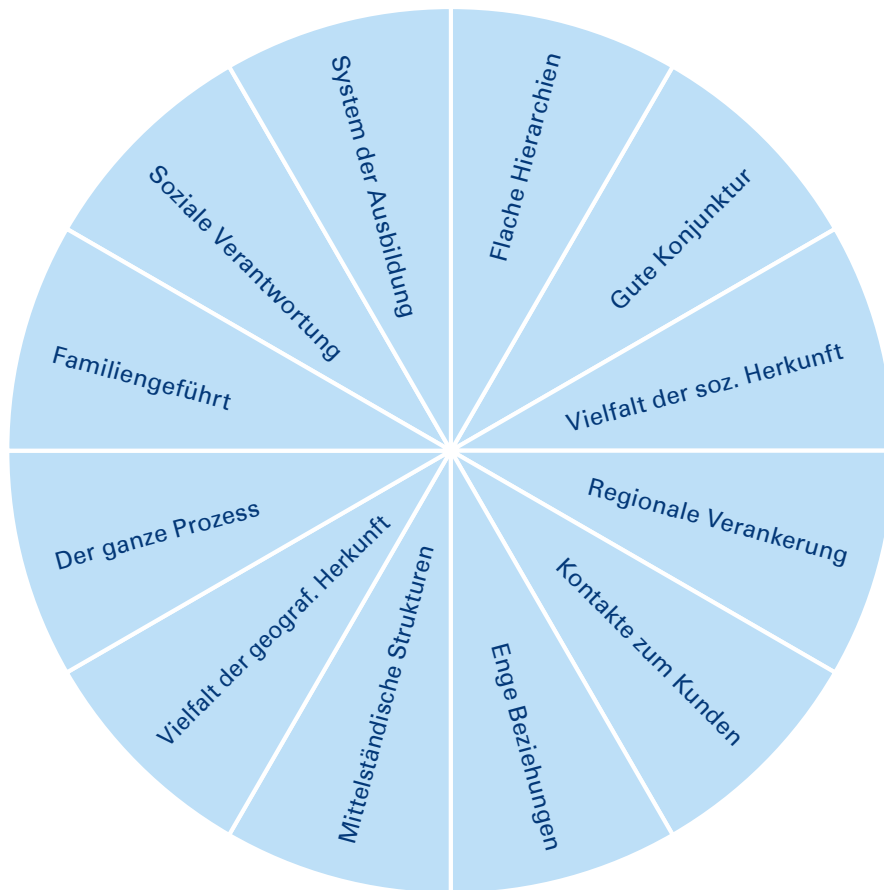 Flache Hierarchien
Gute Konjunktur
Vielfalt der soz. Herkunft
Regionale Verankerung
Kontakte zum Kunden
Enge Beziehungen
Mittelständische Strukturen
Vielfalt der geograf. Herkunft
Der ganze Prozess
Familiengeführt
Soziale Verantwortung
System der Ausbildung